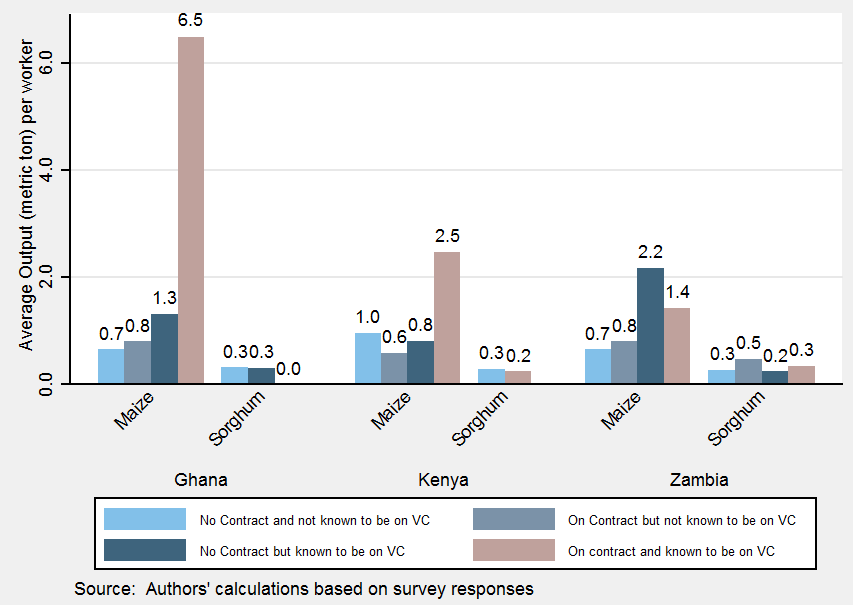 Average Output (metric ton) per worker
6.0
4.0
2.0
0.0
0.7 0.8 1.3 6.5 0.3 0.3 0.0 1.0 0.6 0.8 2.5 0.3 0.2 0.7 0.8 2.2 1.4 0.3 0.5 0.2 0.3
Maize Sorghum Maize Sorghum Maize Sorghum
Ghana Kenya Zambia
No Contract and not known to be on VC On Contract but not known to be on VC
No Contract but known to be on VC On contract and known to be on VC
Source: Authors' calculations based on survey responses